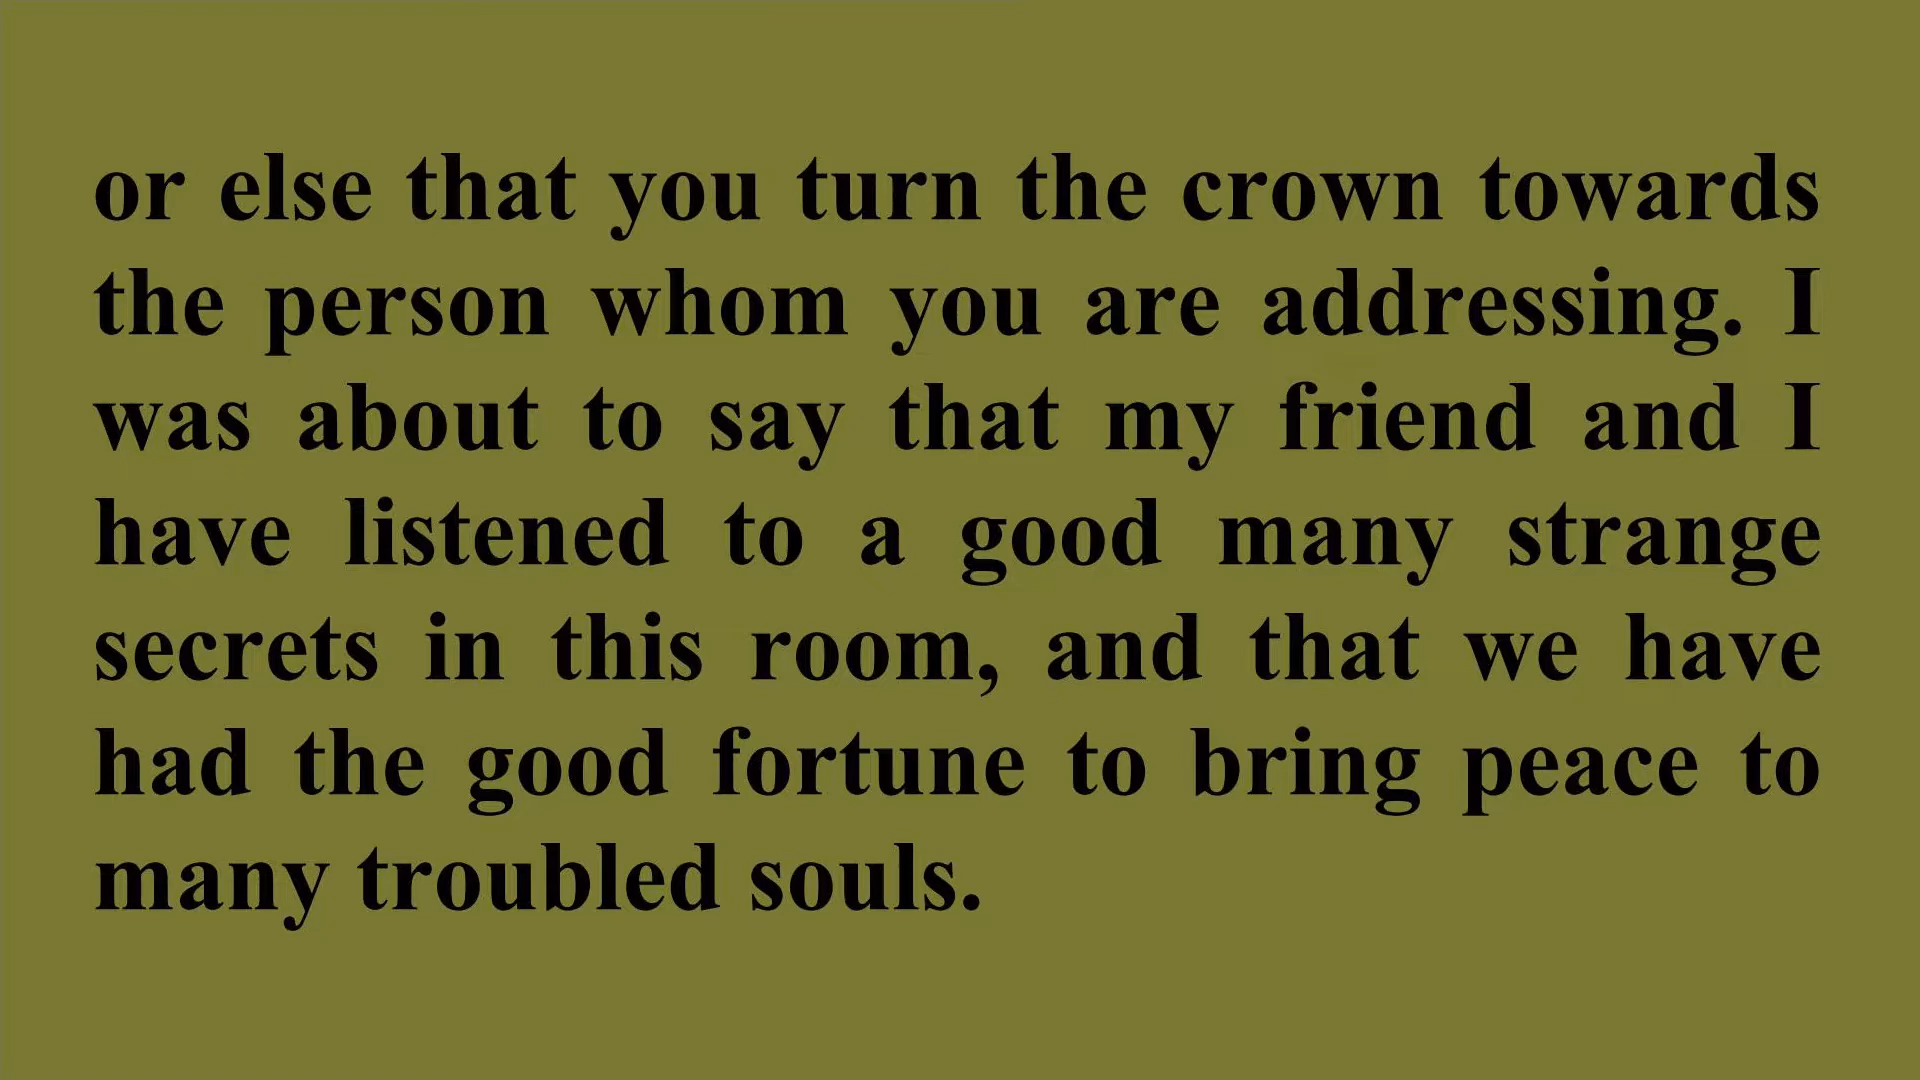 or else that you turn the crown towards
the person whom you are addressing. I
was about to say that my friend and I
have listened to a good many strange
secrets in this room, and that we have
had the good fortune to bring peace to
many troubled souls.